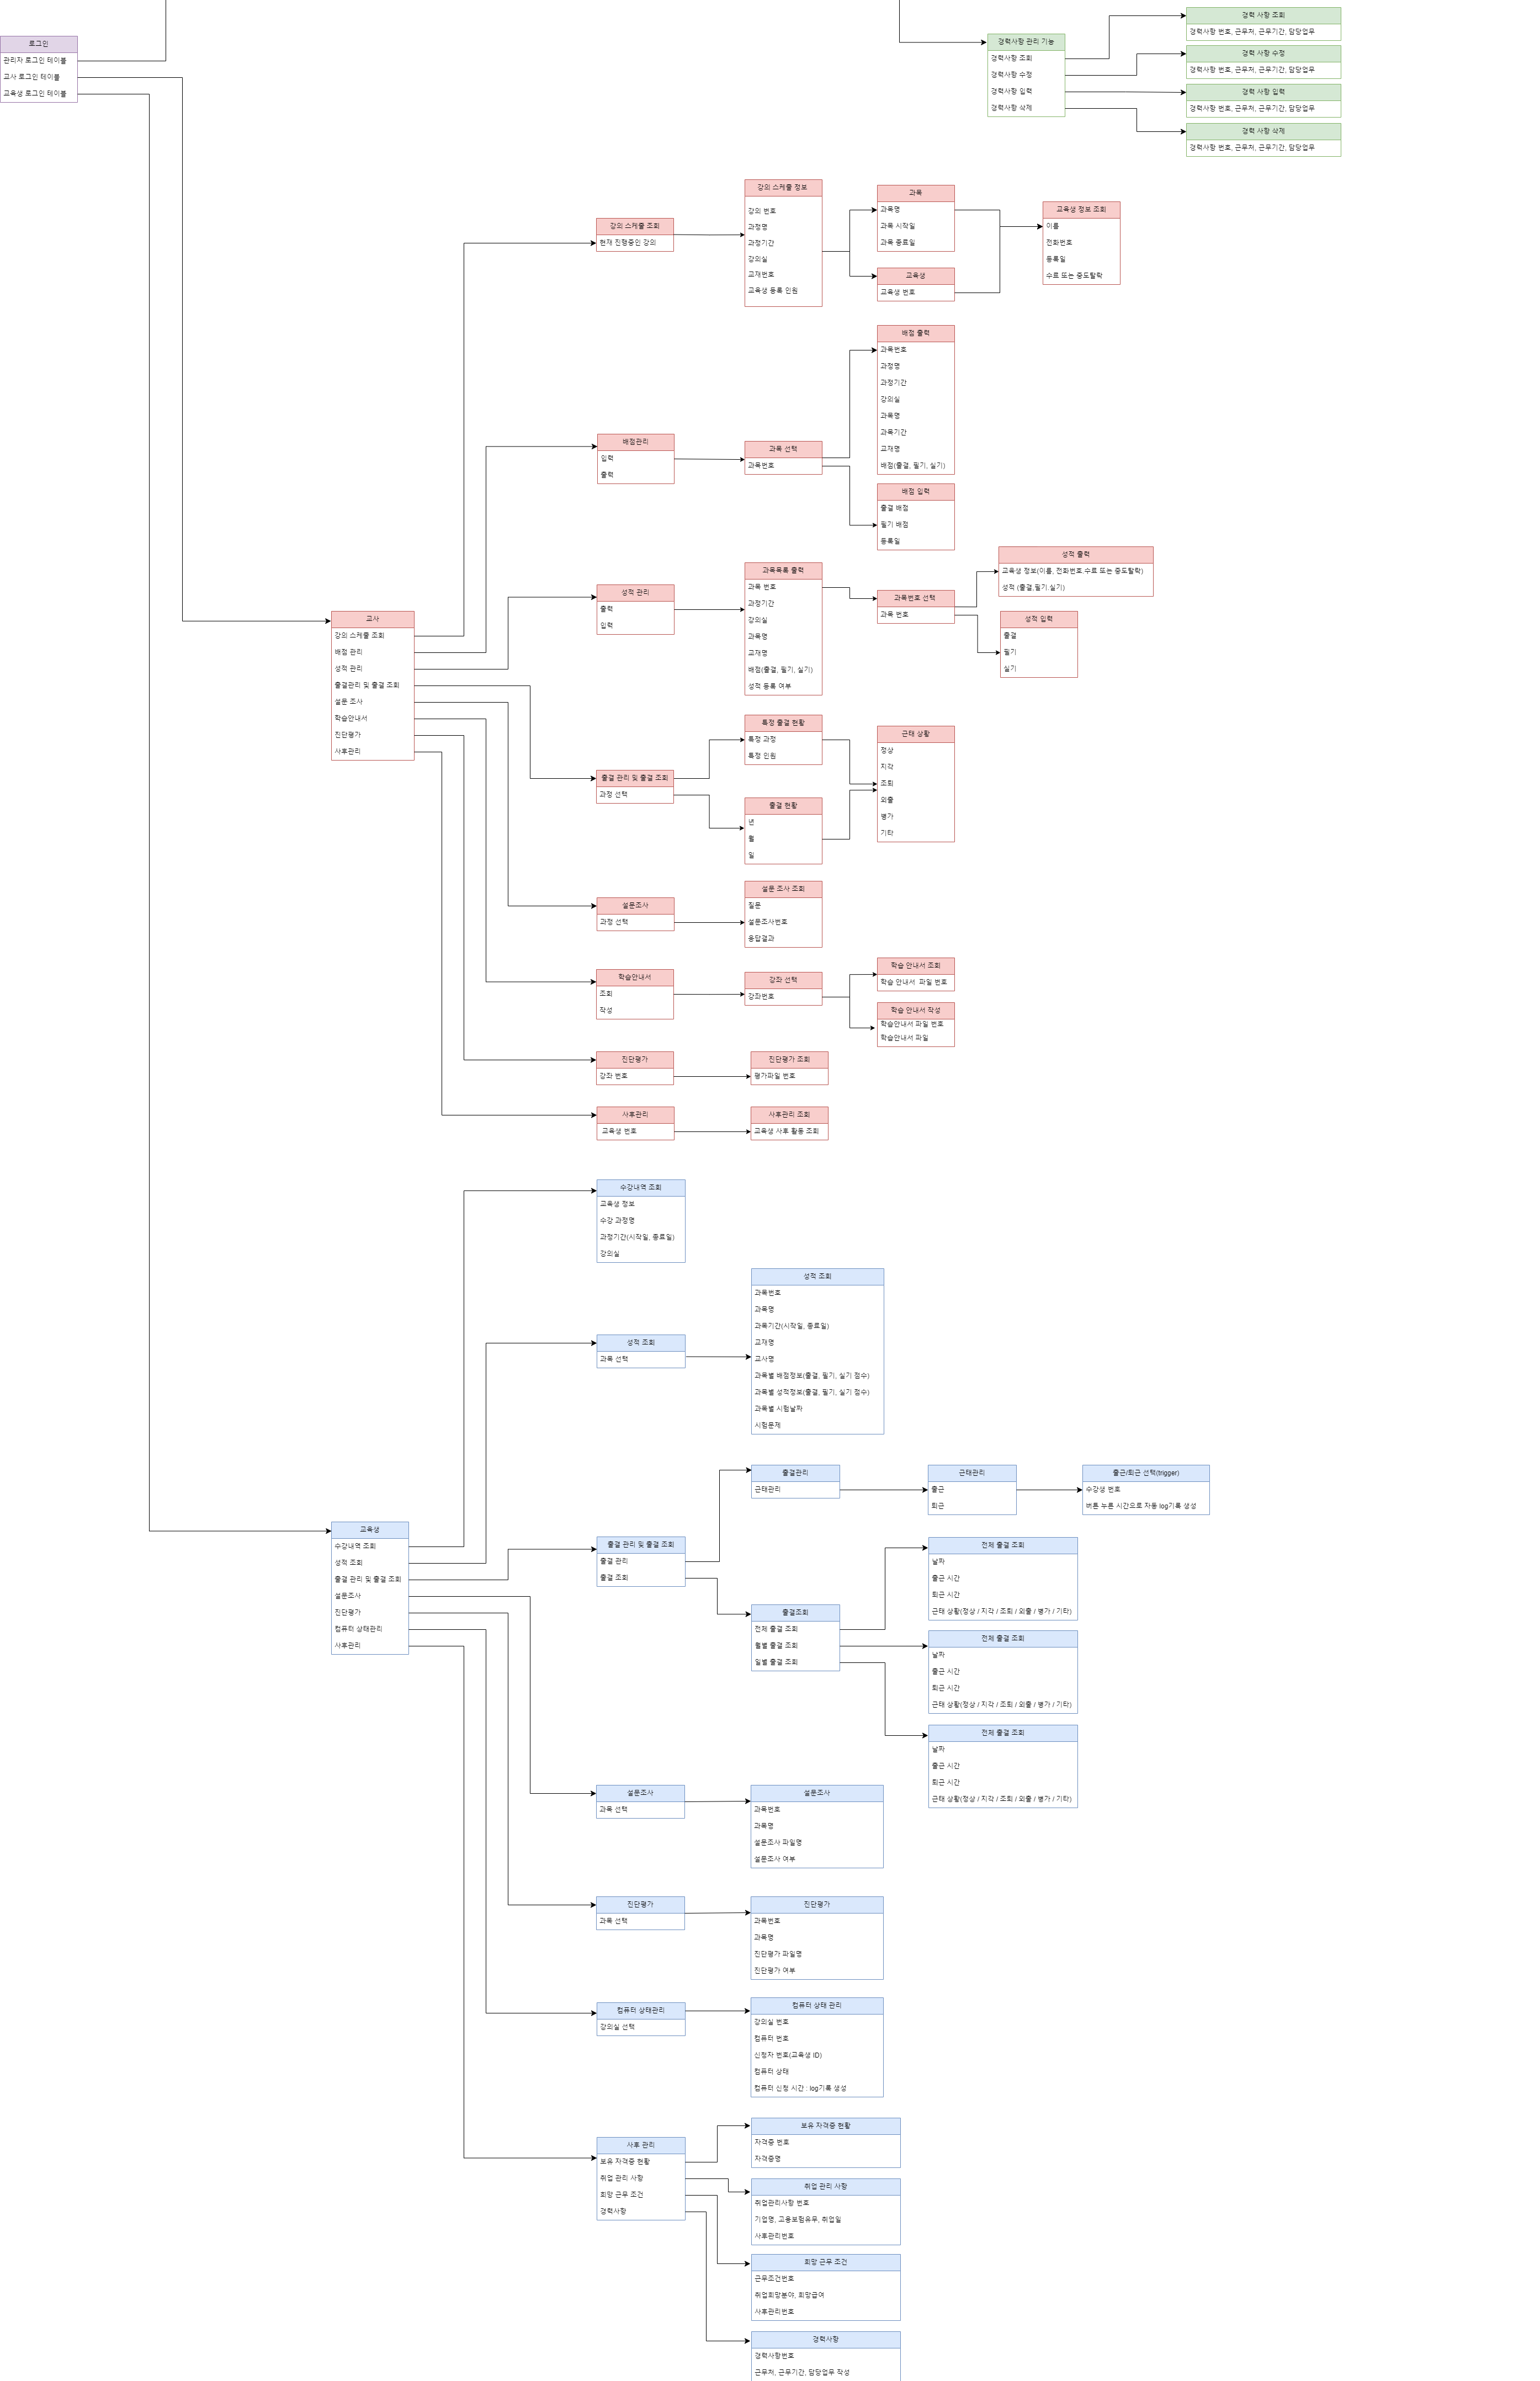 로그인
관리자 로그인 테이블
교사 로그인 테이블
교육생 로그인 테이블
경력사항 관리 기능
경력사항 조회
경력사항 수정
경력사항 입력
경력사항 삭제
경력 사항 조회
경력사항 번호, 근무처, 근무기간, 담당업무
경력 사항 수정
경력사항 번호, 근무처, 근무기간, 담당업무
경력 사항 입력
경력사항 번호, 근무처, 근무기간, 담당업무
경력 사항 삭제
경력사항 번호, 근무처, 근무기간, 담당업무
교사
강의 스케줄 조회
배점 관리
성적 관리
출결관리 및 출결 조회
설문 조사
학습안내서
진단평가
사후관리
강의 스케줄 조회
현재 진행중인 강의
강의 스케줄 정보
강의 번호
과정명
과정기간
강의실
교재번호
교육생 등록 인원
과목
과목명
과목 시작일
과목 종료일
교육생
교육생 번호
교육생 정보 조회
이름
전화번호
등록일
수료 또는 중도탈락
배점관리
입력
출력
과목 선택
과목번호
배점 출력
과목번호
과정명
과정기간
강의실
과목명
과목기간
교재명
배점(출결, 필기, 실기)
배점 입력
출결 배점
필기 배점
등록일
성적 관리
출력
입력
과목목록 출력
과목 번호
과정기간
강의실
과목명
교재명
배점(출결, 필기, 실기)
성적 등록 여부
과목번호 선택
과목 번호
성적 출력
교육생 정보(이름, 전화번호.수료 또는 중도탈락)
성적 (출결,필기.실기)
성적 입력
출결
필기
실기
출결 관리 및 출결 조회
과정 선택
특정 출결 현황
특정 과정
특정 인원
출결 현황
년
월
일
근태 상황
정상
지각
조퇴
외출
병가
기타
설문조사
과정 선택
설문 조사 조회
질문
설문조사번호
응답결과
학습안내서
조회
작성
강좌 선택
강좌번호
학습 안내서 조회
학습 안내서 파일 번호
학습 안내서 작성
학습안내서 파일 번호
학습안내서 파일
진단평가
강좌 번호
진단평가 조회
평가파일 번호
사후관리
교육생 번호
사후관리 조회
교육생 사후 활동 조회
교육생
수강내역 조회
성적 조회
출결 관리 및 출결 조회
설문조사
진단평가
컴퓨터 상태관리
사후관리
수강내역 조회
교육생 정보
수강 과정명
과정기간(시작일, 종료일)
강의실
성적 조회
과목 선택
성적 조회
과목번호
과목명
과목기간(시작일, 종료일)
교재명
교사명
과목별 배점정보(출결, 필기, 실기 점수)
과목별 성적정보(출결, 필기, 실기 점수)
과목별 시험날짜
시험문제
출결 관리 및 출결 조회
출결 관리
출결 조회
출결관리
근태관리
근태관리
출근
퇴근
출근/퇴근 선택(trigger)
수강생 번호
버튼 누른 시간으로 자동 log기록 생성
출결조회
전체 출결 조회
월별 출결 조회
일별 출결 조회
전체 출결 조회
날짜
출근 시간
퇴근 시간
근태 상황(정상 / 지각 / 조퇴 / 외출 / 병가 / 기타)
전체 출결 조회
날짜
출근 시간
퇴근 시간
근태 상황(정상 / 지각 / 조퇴 / 외출 / 병가 / 기타)
전체 출결 조회
날짜
출근 시간
퇴근 시간
근태 상황(정상 / 지각 / 조퇴 / 외출 / 병가 / 기타)
설문조사
과목 선택
설문조사
과목번호
과목명
설문조사 파일명
설문조사 여부
진단평가
과목 선택
진단평가
과목번호
과목명
진단평가 파일명
진단평가 여부
컴퓨터 상태관리
강의실 선택
컴퓨터 상태 관리
강의실 번호
컴퓨터 번호
신청자 번호(교육생 ID)
컴퓨터 상태
컴퓨터 신청 시간 : log기록 생성
사후 관리
보유 자격증 현황
취업 관리 사항
희망 근무 조건
경력사항
보유 자격증 현황
자격증 번호
자격증명
취업 관리 사항
취업관리사항 번호
기업명, 고용보험유무, 취업일
사후관리번호
희망 근무 조건
근무조건번호
취업희망분야, 희망급여
사후관리번호
경력사항
경력사항번호
근무처, 근무기간, 담당업무 작성